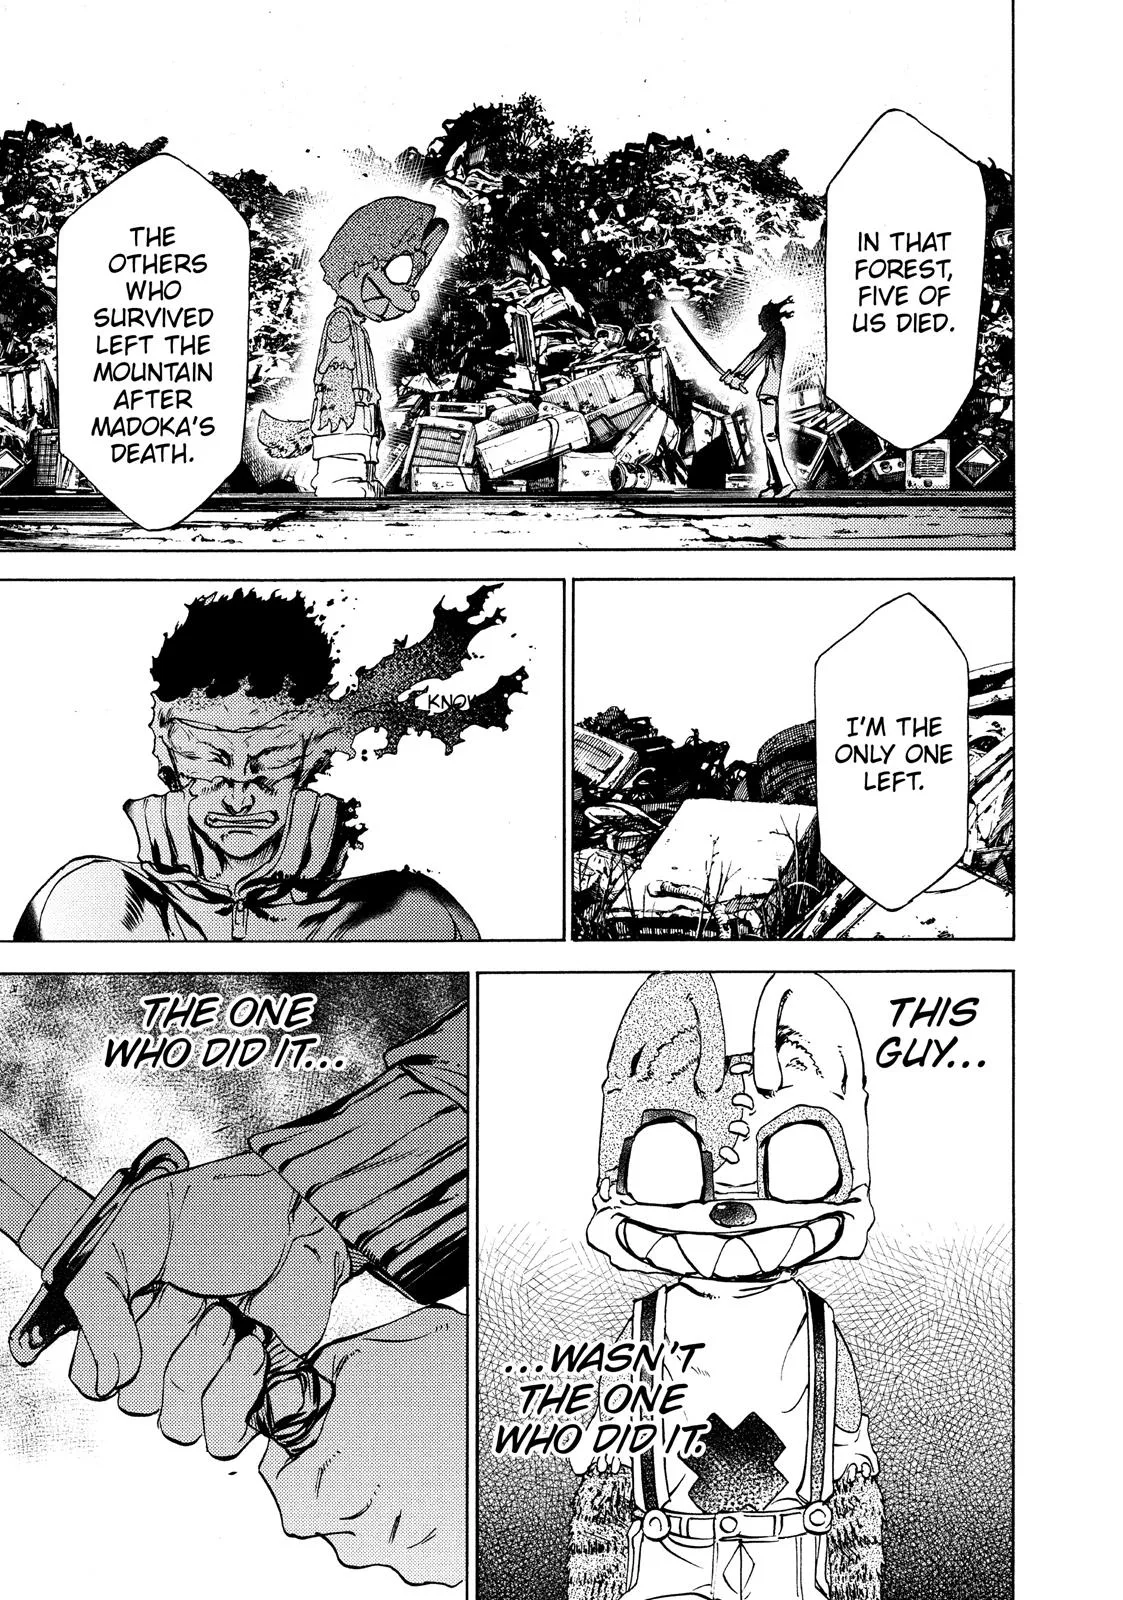 IN THAT
FOREST,
FIVE OF
US DIED.
THE
OTHERS
WHO
SURVIVED
LEFT THE
MOUNTAIN
AFTER
MADOKA'S
DEATH.
I'M THE
ONLY ONE
LEFT.
I KNOW
THIS
GUY...
...WASN'T
THE ONE
WHO DID IT.
THE ONE
WHO DID IT...